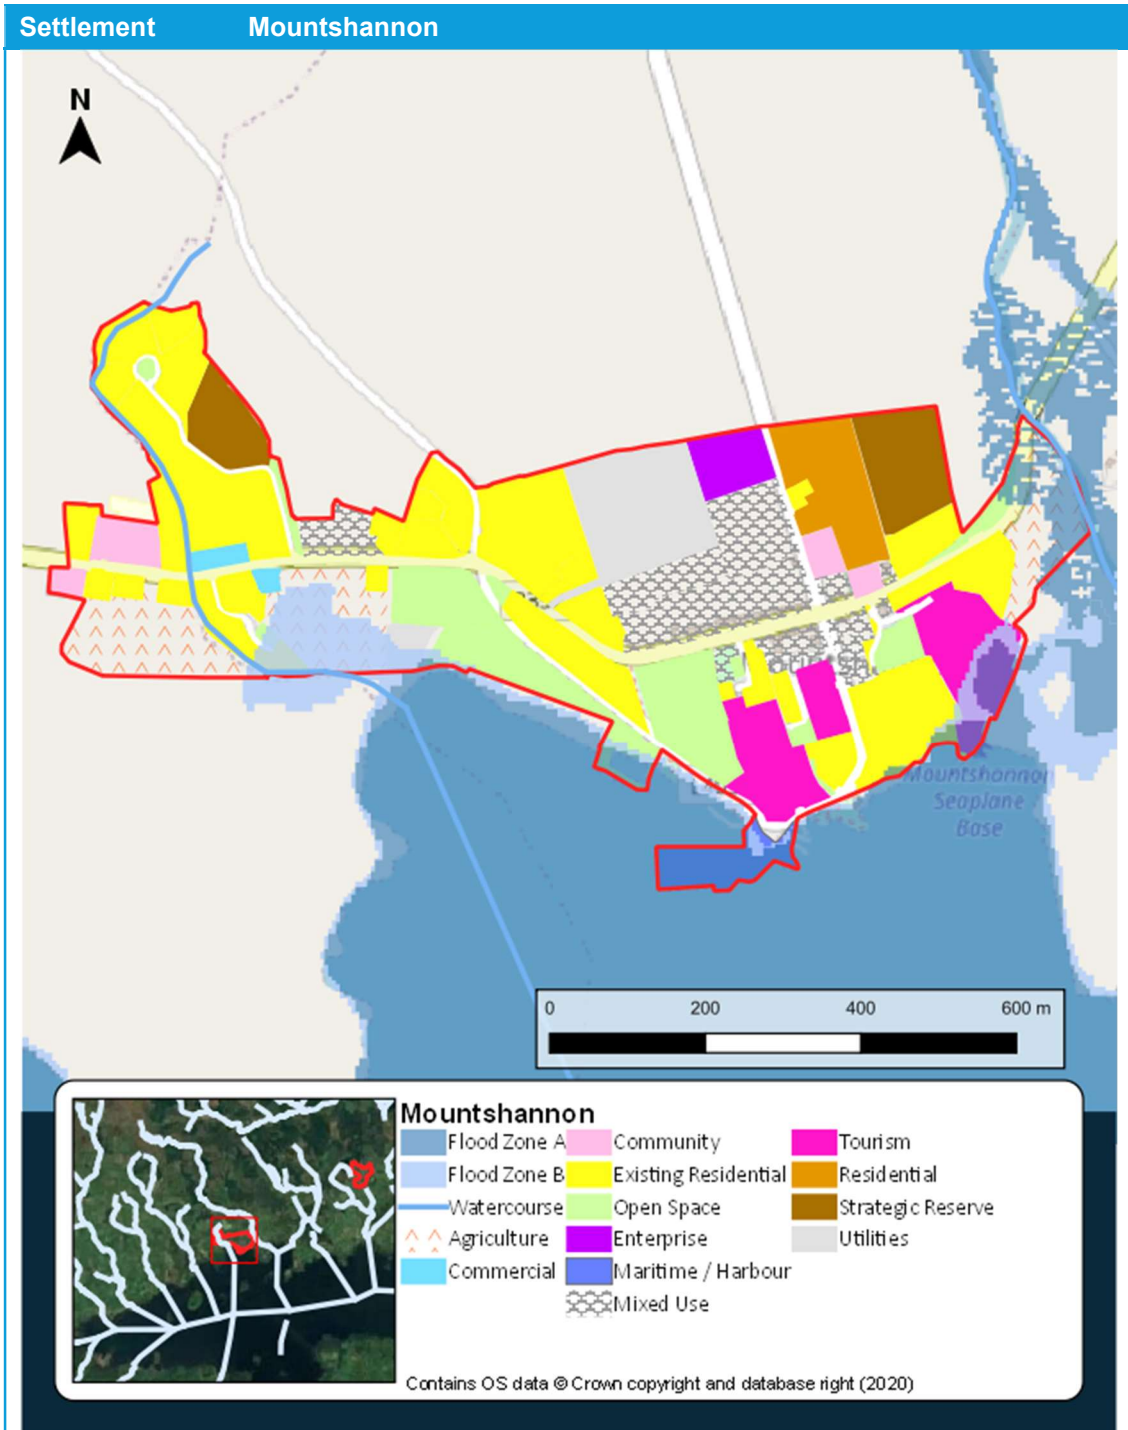 Settlement Mountshannon
N
Mountshannon
Seaplane
Base
0 200 400 600 m
Mountshannon
Flood Zone A Community Tourism
Flood Zone B Existing Residential Residential
Watercourse Open Space Strategic Reserve
Agriculture Enterprise Utilities
Commercial Maritime / Harbour
Mixed Use
Contains OS data © Crown copyright and database right (2020)